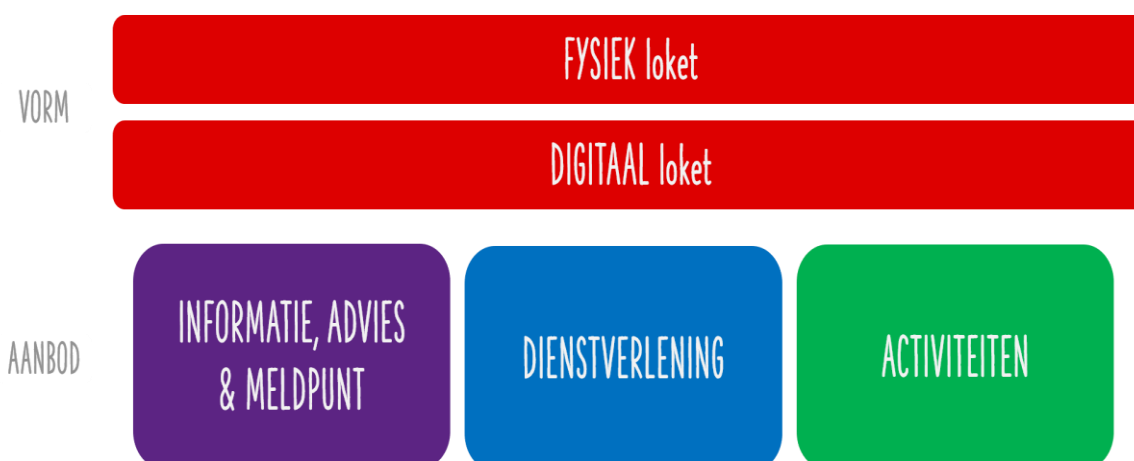 VORM
FYSIEK loket
DIGITAAL loket
AANBOD
INFORMATIE, ADVIES
& MELDPUNT
DIENSTVERLENING
ACTIVITEITEN